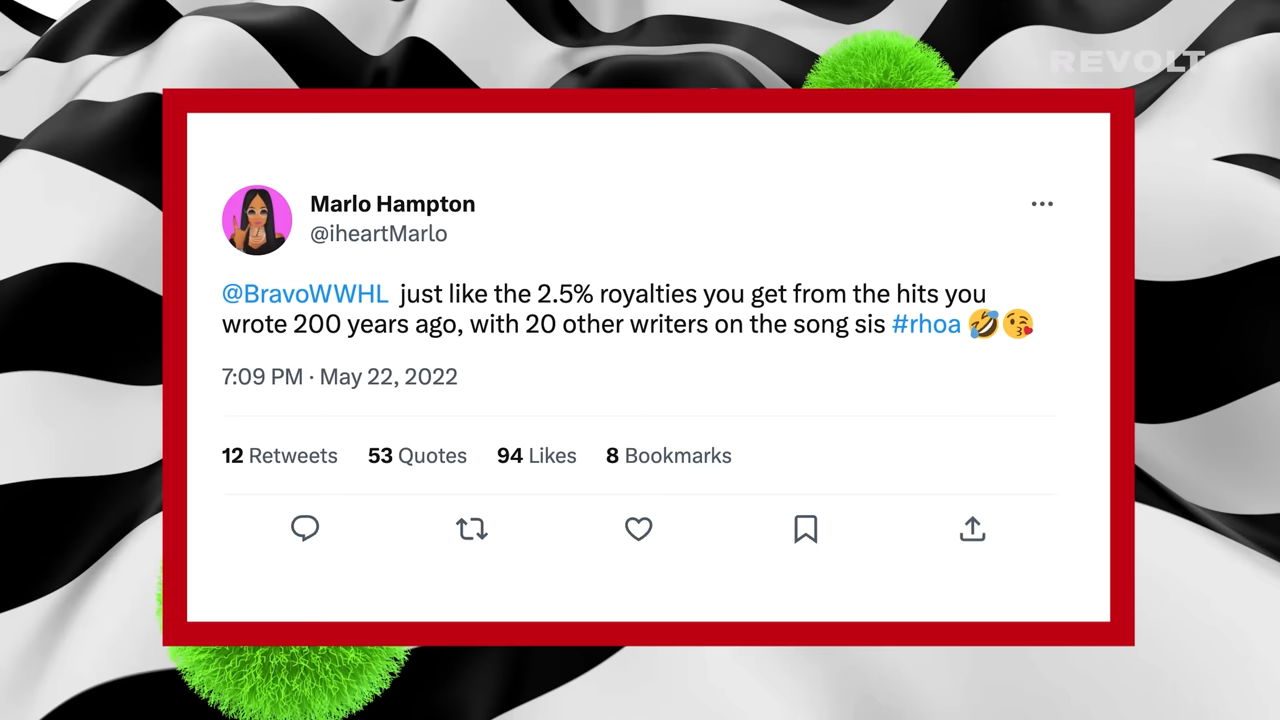 REVOLT
Marlo Hampton
@iheartMarlo
@BravoWWHL just like the 2.5% royalties you get from the hits you
wrote 200 years ago, with 20 other writers on the song sis #rhoa 🤣😘
7:09 PM · May 22, 2022
12 Retweets 53 Quotes 94 Likes 8 Bookmarks